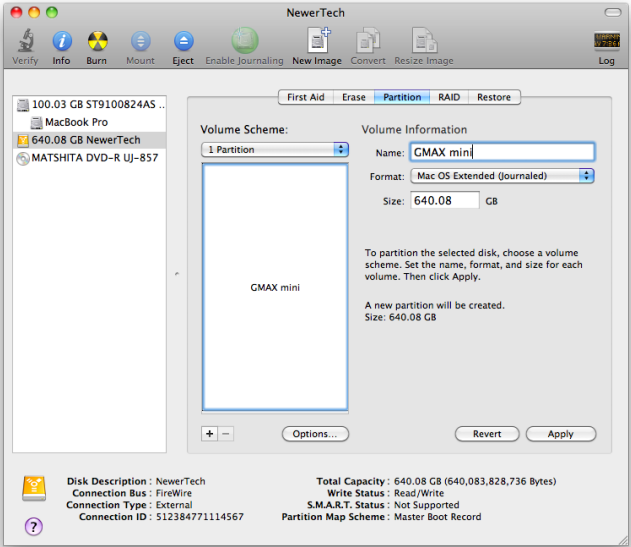 NewerTech
Verify Info Burn Mount Eject Enable Journaling New Image Convert Resize Image Log
First Aid Erase Partition RAID Restore
100.03 GB ST9100824AS ...
MacBook Pro
640.08 GB NewerTech
MATSHITA DVD-R UJ-857
Volume Scheme:
1 Partition
GMAX mini
+ −
Options...
Volume Information
Name: GMAX mini
Format: Mac OS Extended (Journaled)
Size: 640.08 GB
To partition the selected disk, choose a volume
scheme. Set the name, format, and size for each
volume. Then click Apply.
A new partition will be created.
Size: 640.08 GB
Revert Apply
Disk Description : NewerTech
Connection Bus : FireWire
Connection Type : External
Connection ID : 512384771114567
Total Capacity : 640.08 GB (640,083,828,736 Bytes)
Write Status : Read/Write
S.M.A.R.T. Status : Not Supported
Partition Map Scheme : Master Boot Record
?